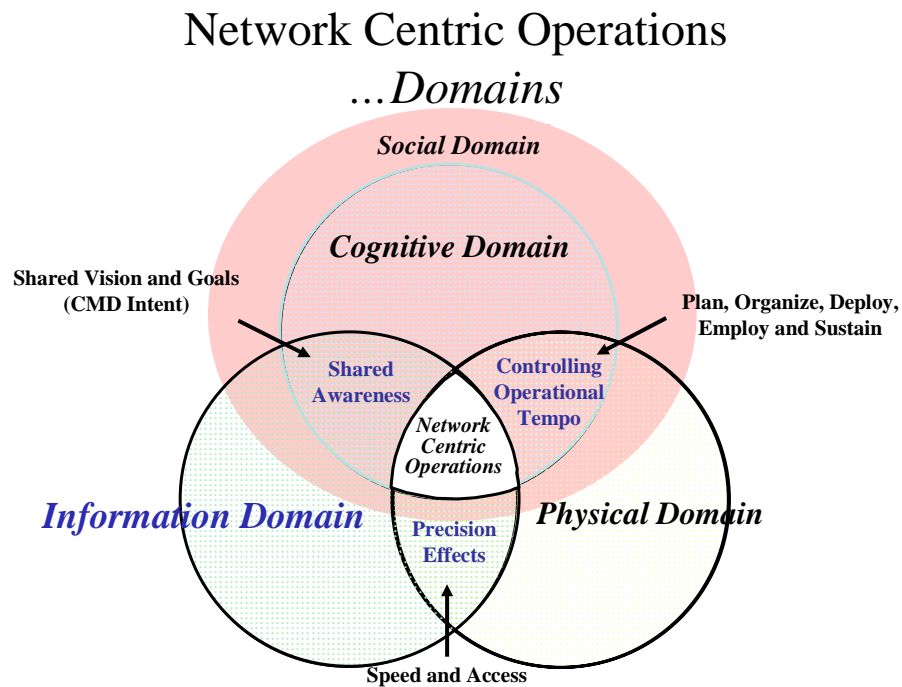 Network Centric Operations
...Domains
Social Domain
Cognitive Domain
Shared Vision and Goals
(CMD Intent)
Plan, Organize, Deploy,
Employ and Sustain
Shared
Awareness
Controlling
Operational
Tempo
Network
Centric
Operations
Information Domain
Physical Domain
Precision
Effects
Speed and Access